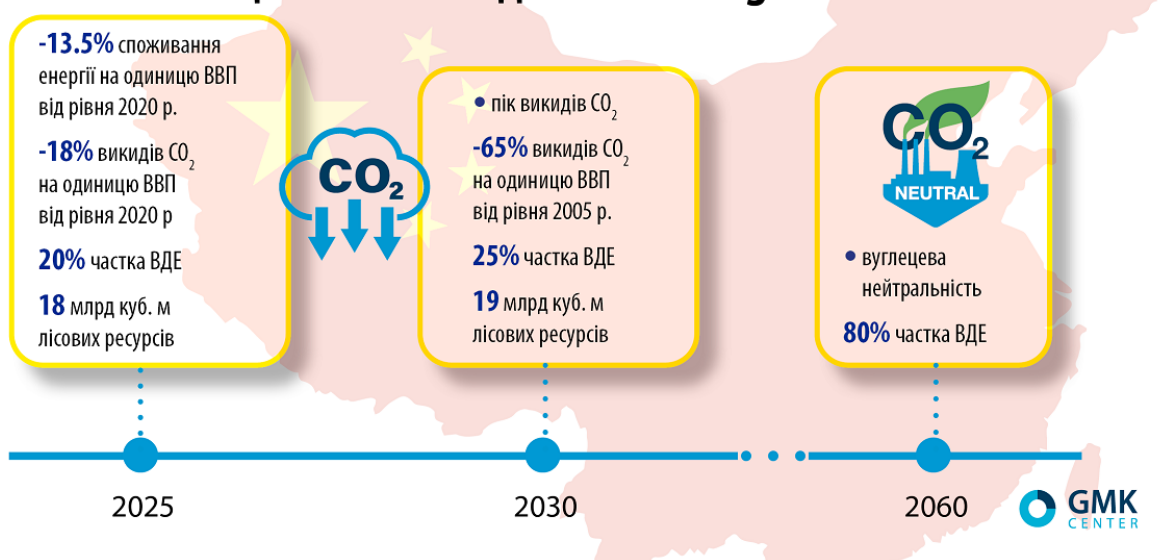 -13.5% споживання
енергії на одиницю ВВП
від рівня 2020 р.
-18% викидів CO₂
на одиницю ВВП
від рівня 2020 р
20% частка ВДЕ
18 млрд куб. м
лісових ресурсів
CO₂
• пік викидів CO₂
-65% викидів CO₂
на одиницю ВВП
від рівня 2005 р.
25% частка ВДЕ
19 млрд куб. м
лісових ресурсів
CO₂
NEUTRAL
• вуглецева
нейтральність
80% частка ВДЕ
2025
2030
2060
GMK
CENTER